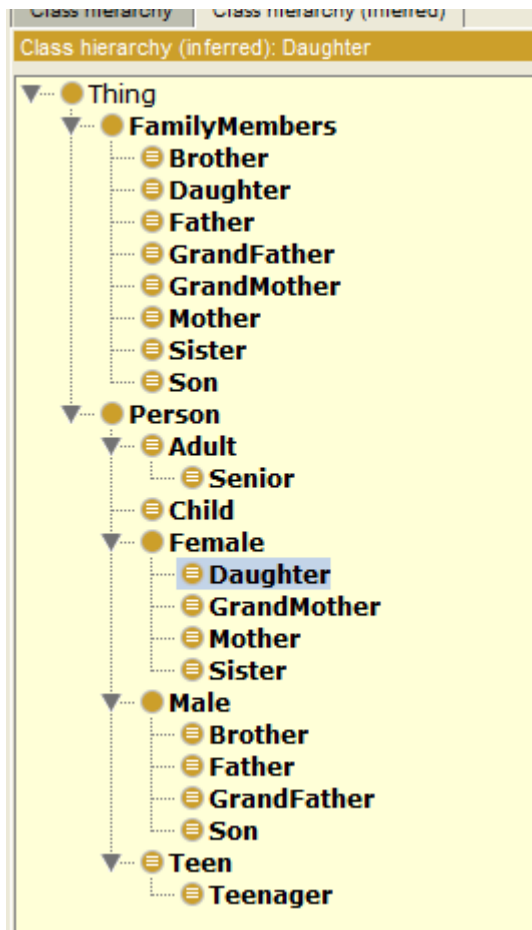 Class hierarchy Class hierarchy (inferred)
Class hierarchy (inferred): Daughter
Thing
FamilyMembers
Brother
Daughter
Father
GrandFather
GrandMother
Mother
Sister
Son
Person
Adult
Senior
Child
Female
Daughter
GrandMother
Mother
Sister
Male
Brother
Father
GrandFather
Son
Teen
Teenager